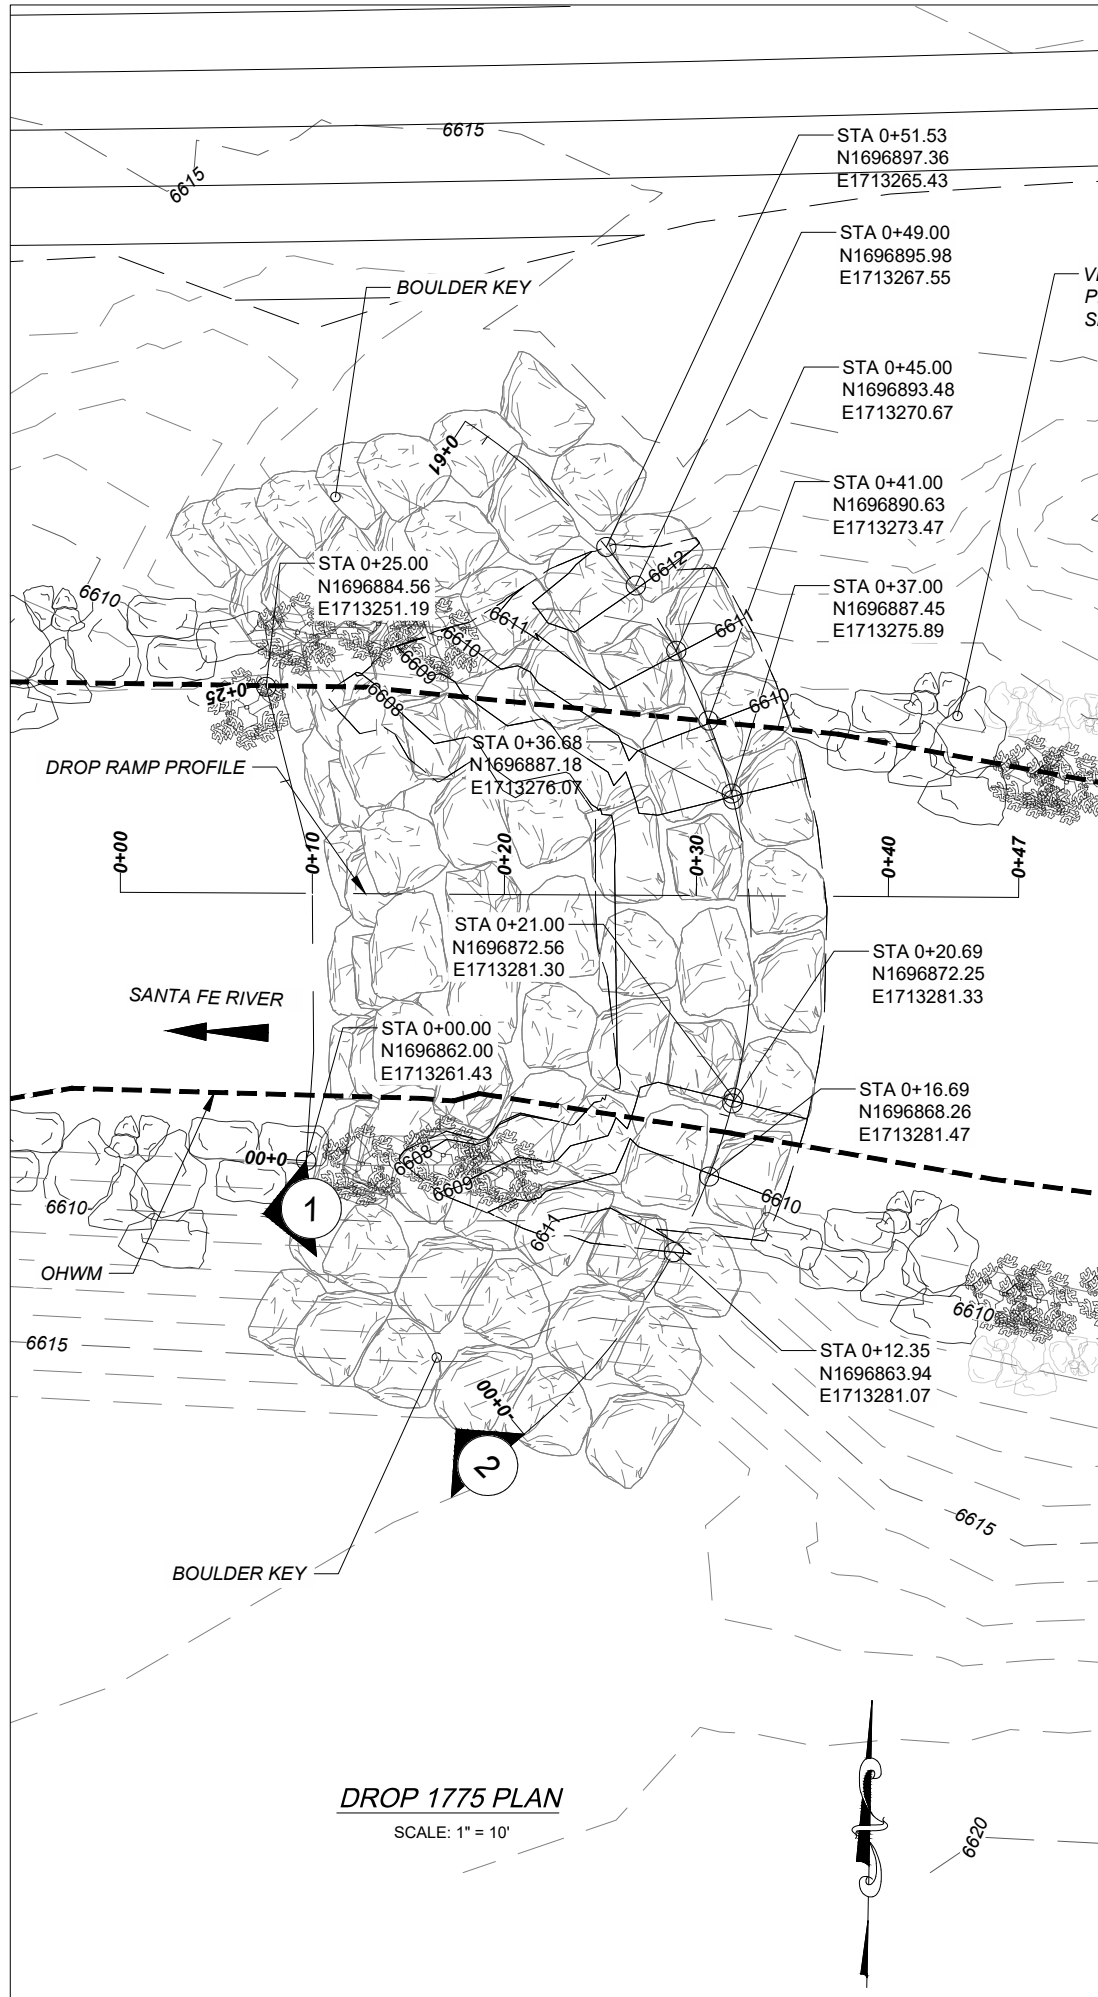 6615
6615
STA 0+51.53
N1696897.36
E1713265.43
STA 0+49.00
N1696895.98
E1713267.55
BOULDER KEY
STA 0+45.00
N1696893.48
E1713270.67
0+61
STA 0+41.00
N1696890.63
E1713273.47
STA 0+25.00
N1696884.56
E1713251.19
6612
STA 0+37.00
N1696887.45
E1713275.89
6610
6611
6611
6610
6609
6608
0+25
6610
STA 0+36.68
N1696887.18
E1713276.07
DROP RAMP PROFILE
0+00
0+10
0+20
0+30
0+40
0+47
STA 0+21.00
N1696872.56
E1713281.30
STA 0+20.69
N1696872.25
E1713281.33
SANTA FE RIVER
STA 0+00.00
N1696862.00
E1713261.43
STA 0+16.69
N1696868.26
E1713281.47
0+00
6608
6609
6610
6611
1
6610
OHWM
6610
6615
STA 0+12.35
N1696863.94
E1713281.07
-0+00
2
6615
BOULDER KEY
DROP 1775 PLAN
SCALE: 1" = 10'
6620